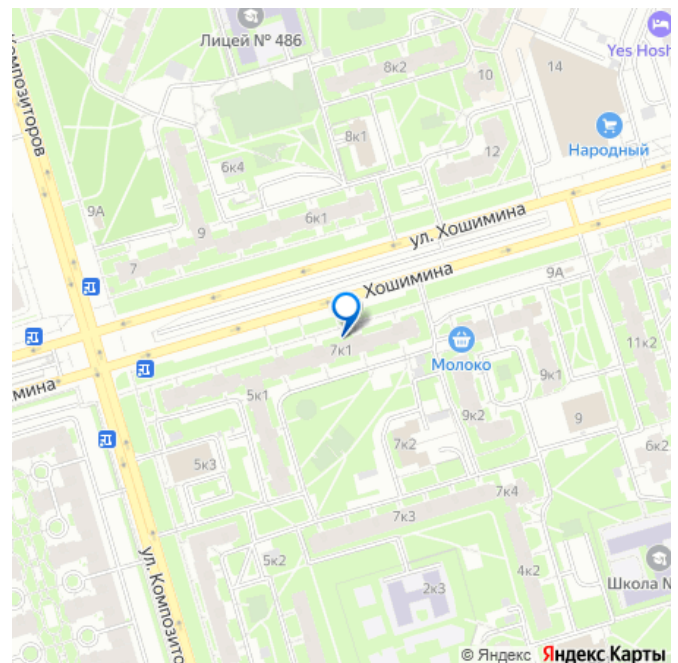 Лицей № 486
8к2
10
14
Yes Hosh
Народный
Композиторов
8к1
12
6к4
9А
6к1
9
7
ул. Хошимина
Хошимина
9А
7к1
Молоко
11к2
9к1
мина
5к1
9к2
9
5к3
7к2
6к2
7к4
7к3
5к2
4к2
Школа №
2к3
ул. Композито
© Яндекс Яндекс Карты